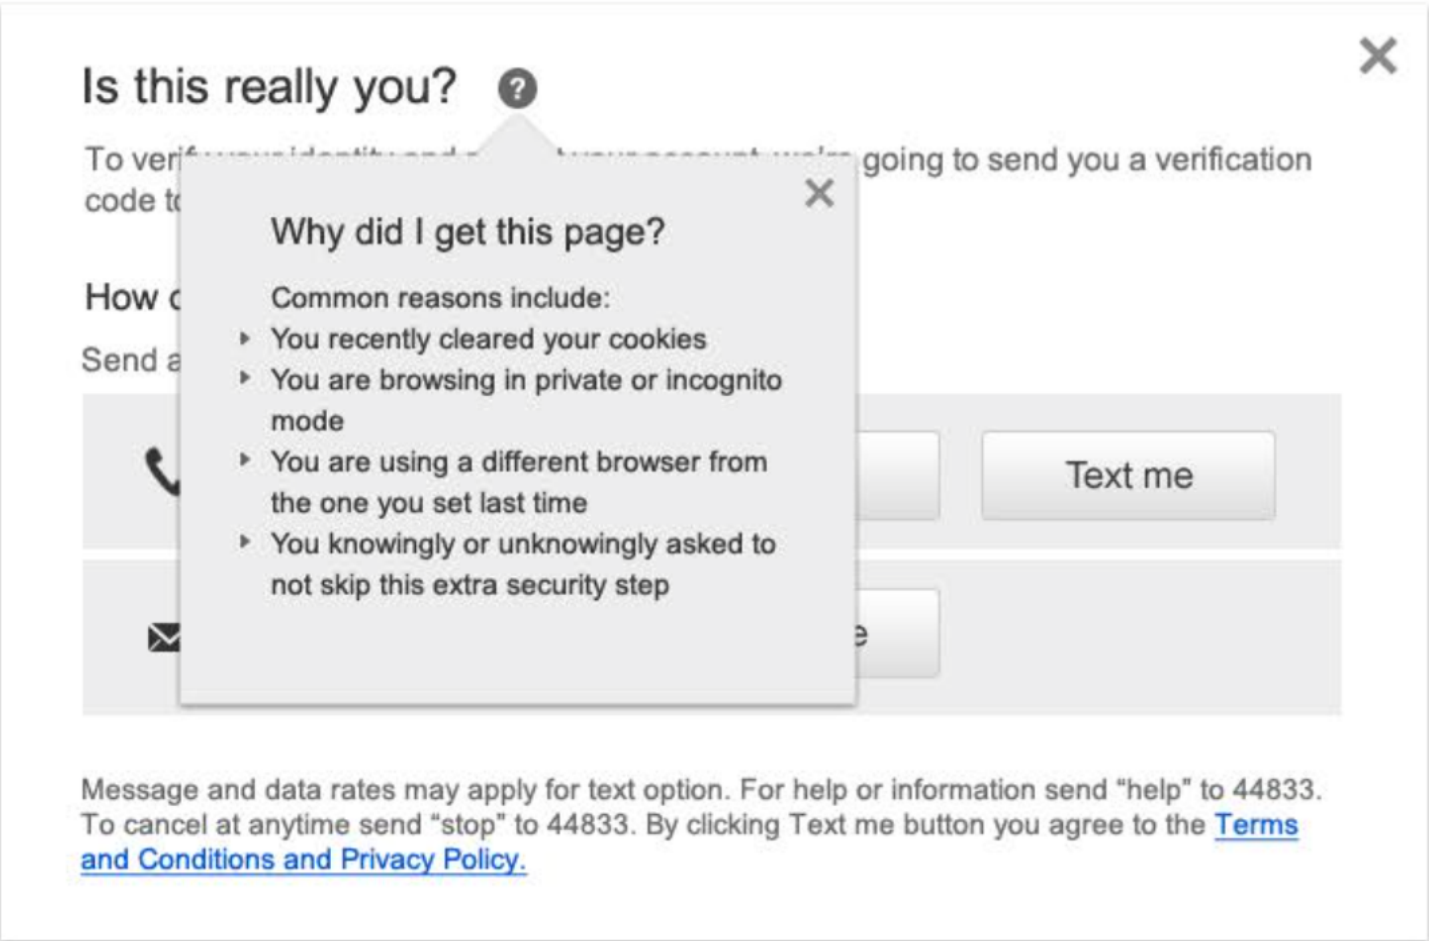 Is this really you? ?
To going to send you a verification
code
Why did I get this page?
How
Common reasons include:
You recently cleared your cookies
Send
You are browsing in private or incognito
mode
You are using a different browser from
the one you set last time
Text me
You knowingly or unknowingly asked to
not skip this extra security step
Message and data rates may apply for text option. For help or information send “help” to 44833.
To cancel at anytime send “stop” to 44833. By clicking Text me button you agree to the Terms
and Conditions and Privacy Policy.